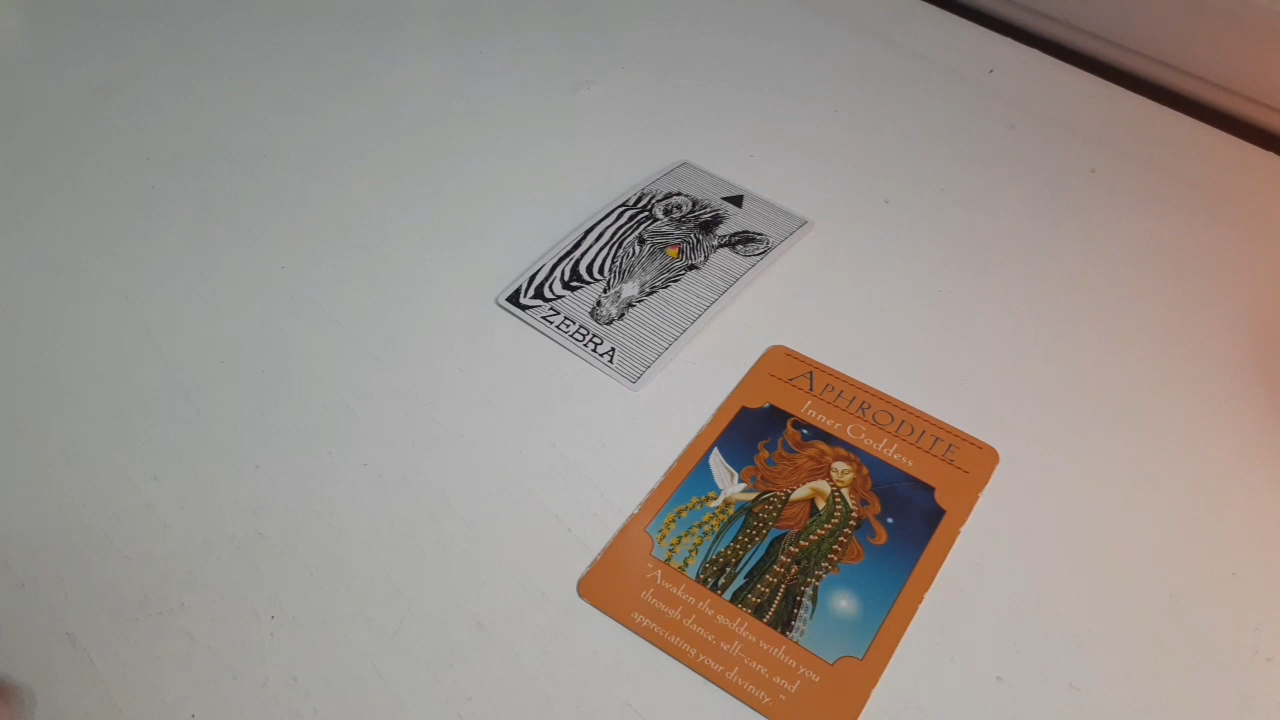 ZEBRA
APHRODITE
Inner Goddess
"Awaken the goddess within you
through dance, self-care, and
appreciating your divinity."